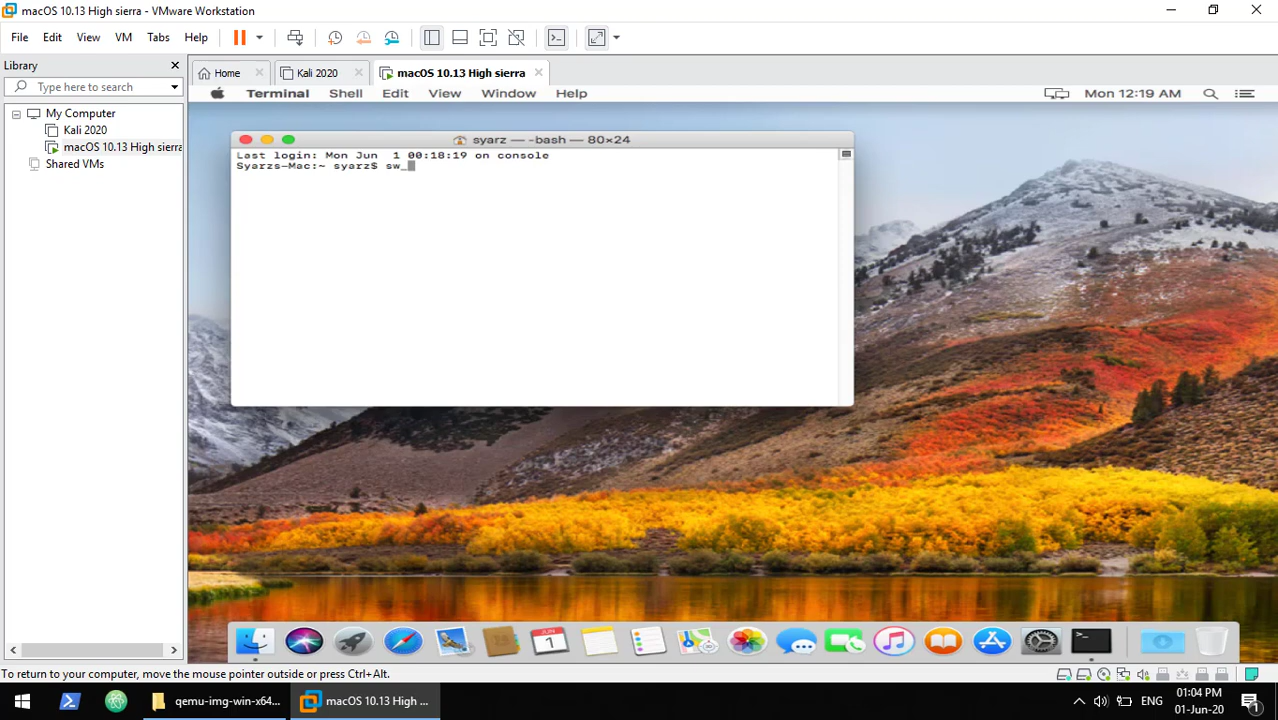 macOS 10.13 High sierra - VMware Workstation
File Edit View VM Tabs Help
Library
Type here to search
My Computer
Kali 2020
macOS 10.13 High sierra
Shared VMs
Home Kali 2020 macOS 10.13 High sierra
Terminal Shell Edit View Window Help Mon 12:19 AM
syarz — -bash — 80×24
Last login: Mon Jun  1 00:18:19 on console
Syarzs-Mac:~ syarz$ sw_
JUN
1
To return to your computer, move the mouse pointer outside or press Ctrl+Alt.
qemu-img-win-x64... macOS 10.13 High ... ENG 01:04 PM
01-Jun-20
1